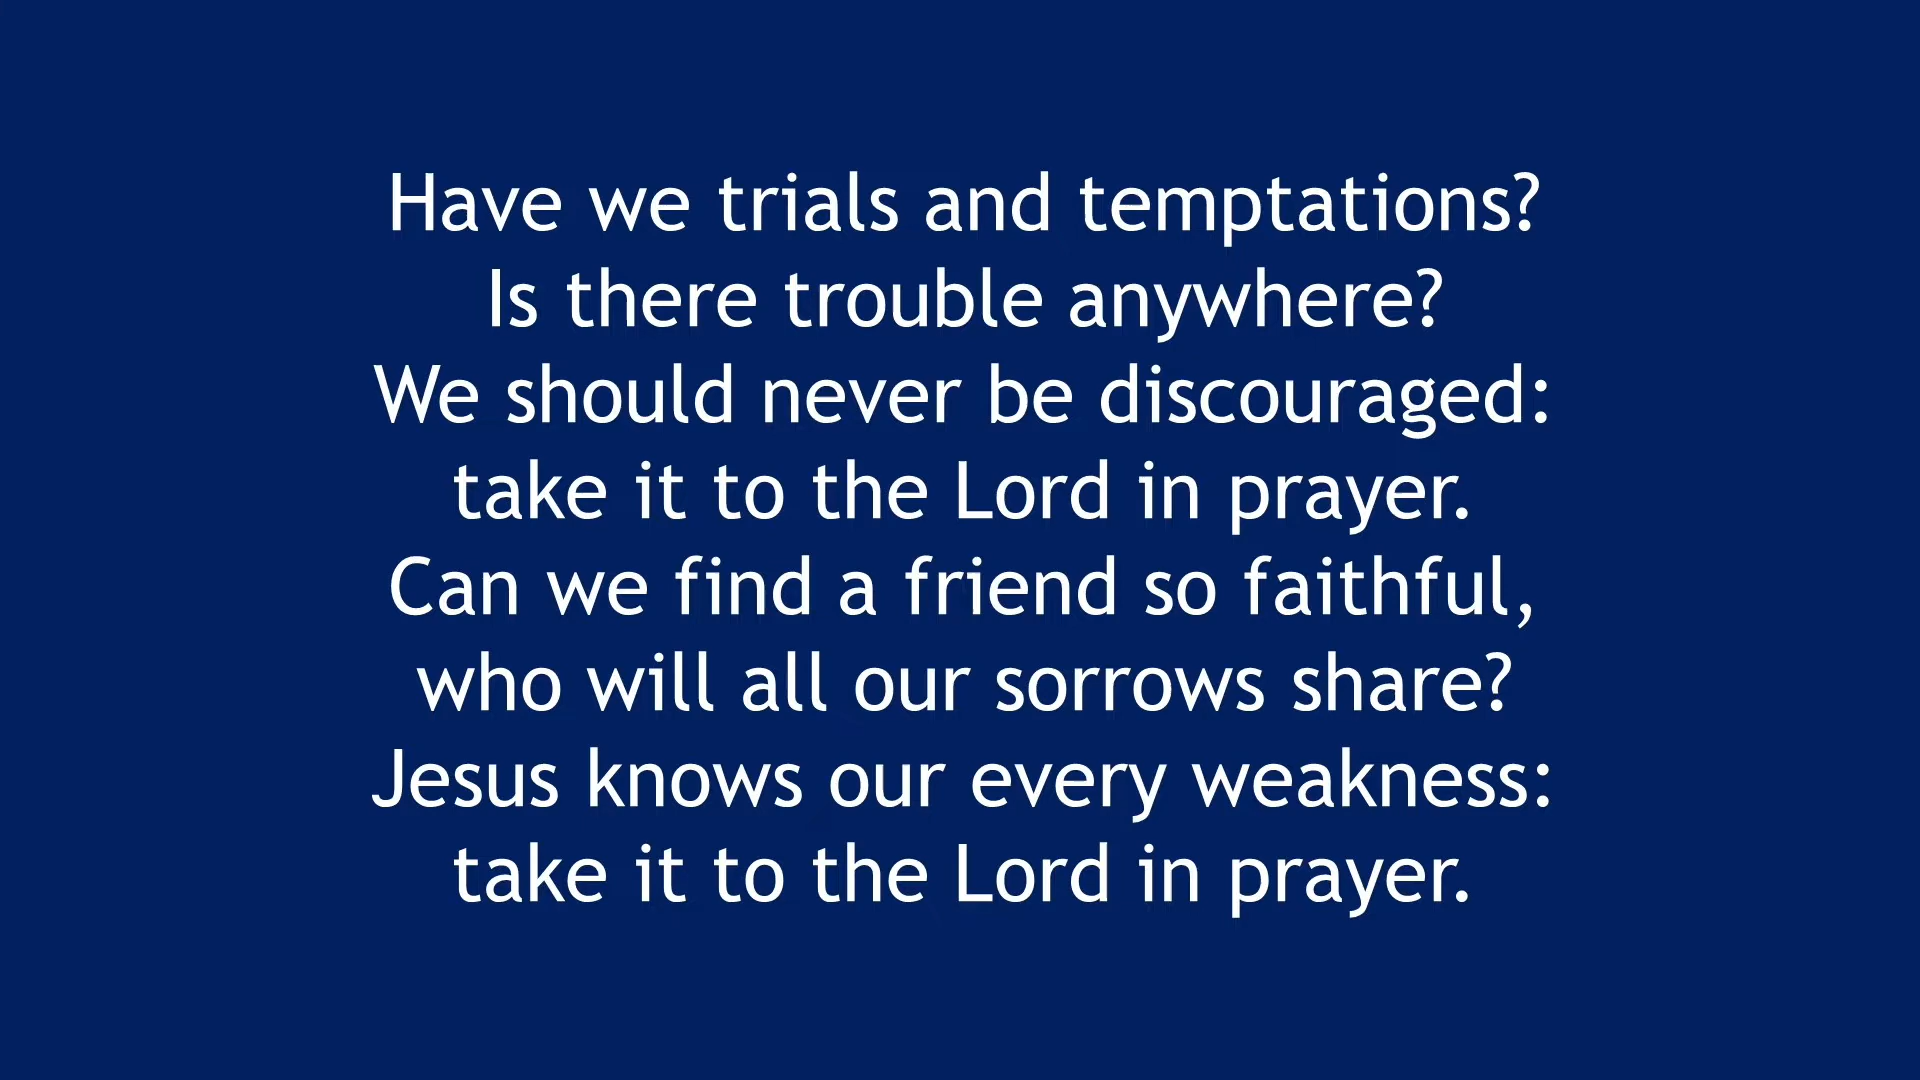 Have we trials and temptations?
Is there trouble anywhere?
We should never be discouraged:
take it to the Lord in prayer.
Can we find a friend so faithful,
who will all our sorrows share?
Jesus knows our every weakness:
take it to the Lord in prayer.